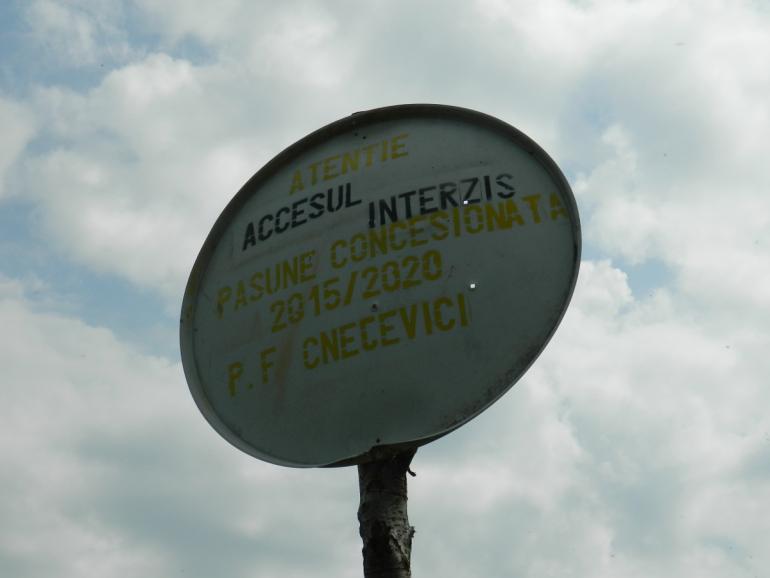 ATENTIE
ACCESUL INTERZIS
PASUNE CONCESIONATA
2015/2020
P. F CNECEVICI